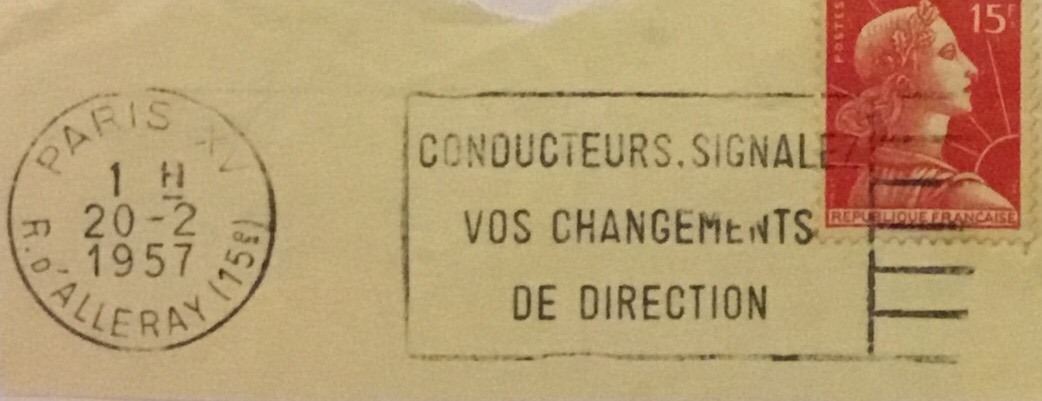 PARIS XV
1 H
20-2
1957
R. D'ALLERAY (15e)
CONDUCTEURS. SIGNALEZ
VOS CHANGEMENTS
DE DIRECTION
POSTES
15F
REPUBLIQUE FRANÇAISE